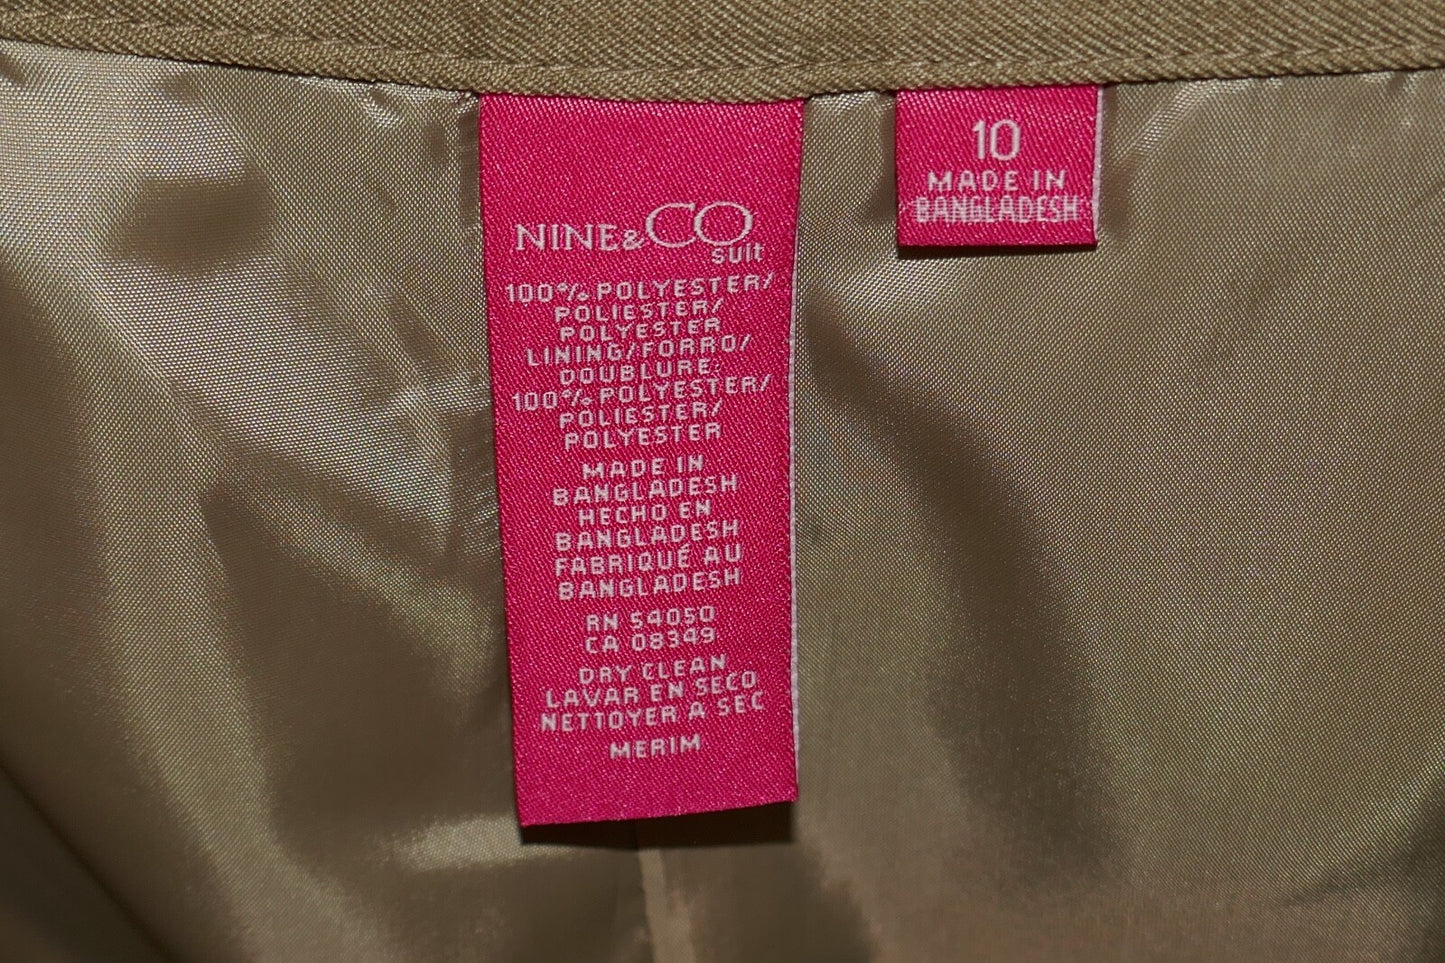 NINE&CO
suit
100% POLYESTER/
POLIESTER/
POLYESTER
LINING/FORRO/
DOUBLURE:
100% POLYESTER/
POLIESTER/
POLYESTER
MADE IN
BANGLADESH
HECHO EN
BANGLADESH
FABRIQUÉ AU
BANGLADESH
RN 54050
CA 08349
DRY CLEAN
LAVAR EN SECO
NETTOYER A SEC
MERIM
10
MADE IN
BANGLADESH